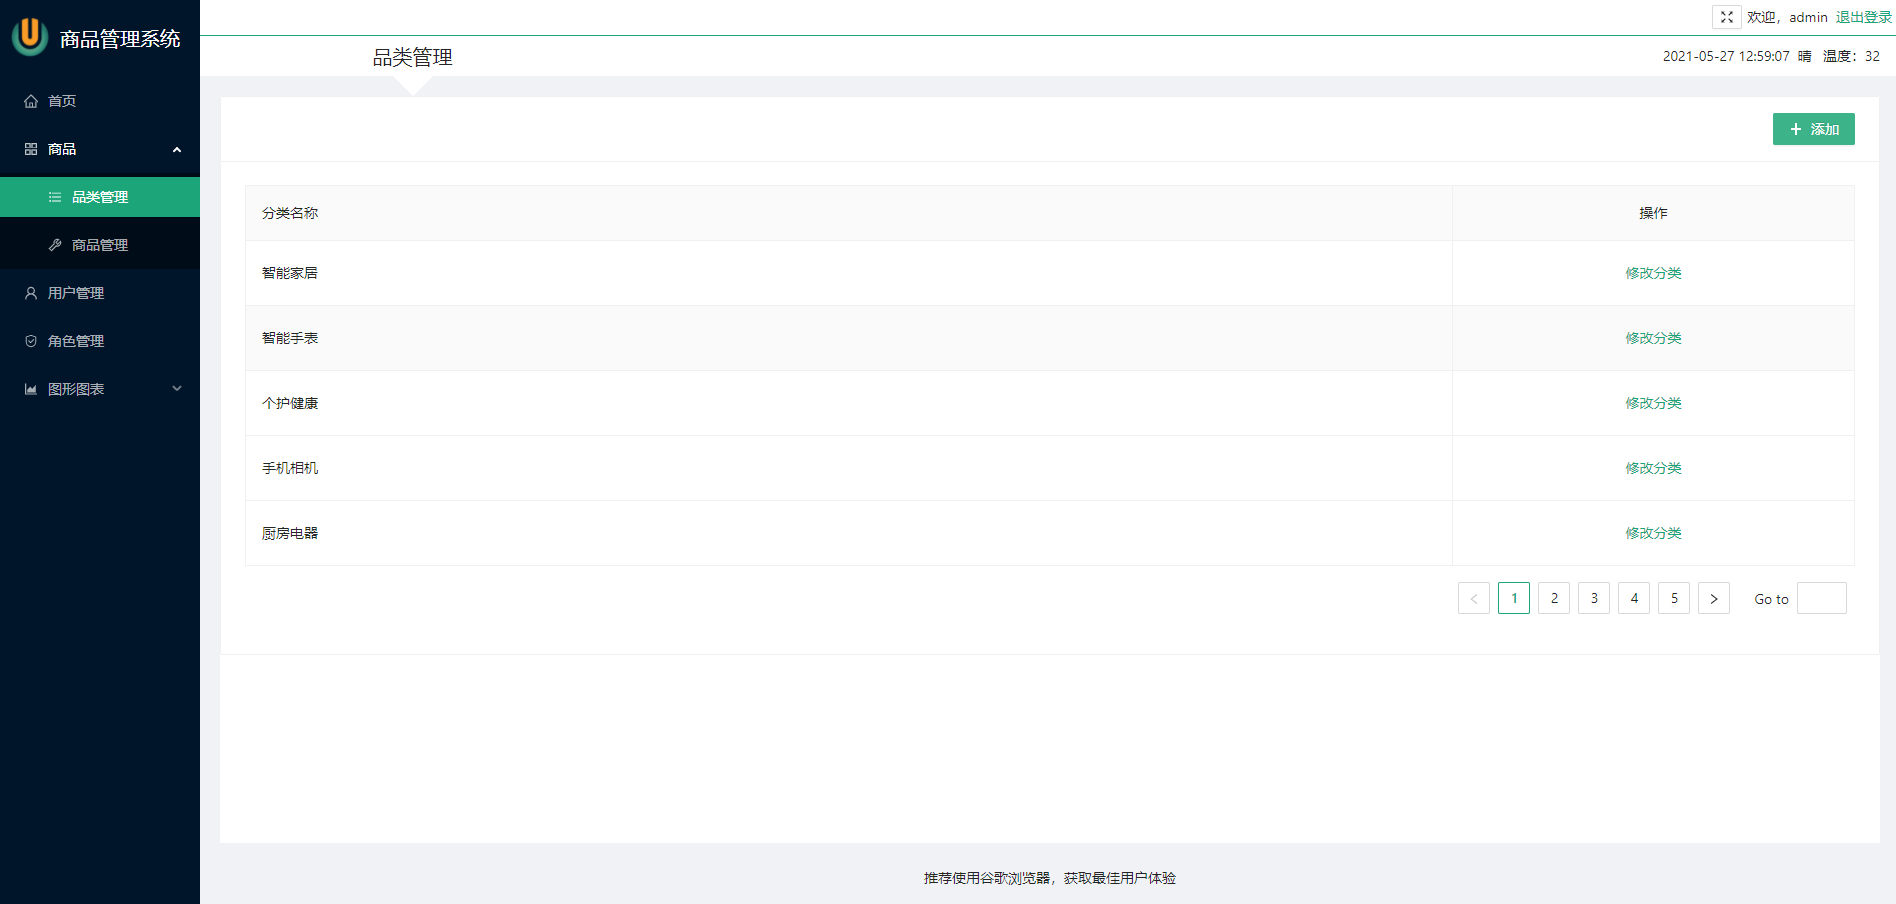 商品管理系统
首页
商品
品类管理
商品管理
用户管理
角色管理
图形图表
欢迎，admin 退出登录
品类管理
2021-05-27 12:59:07 晴 温度：32
添加
分类名称 操作
智能家居 修改分类
智能手表 修改分类
个护健康 修改分类
手机相机 修改分类
厨房电器 修改分类
< 1 2 3 4 5 > Go to
推荐使用谷歌浏览器，获取最佳用户体验